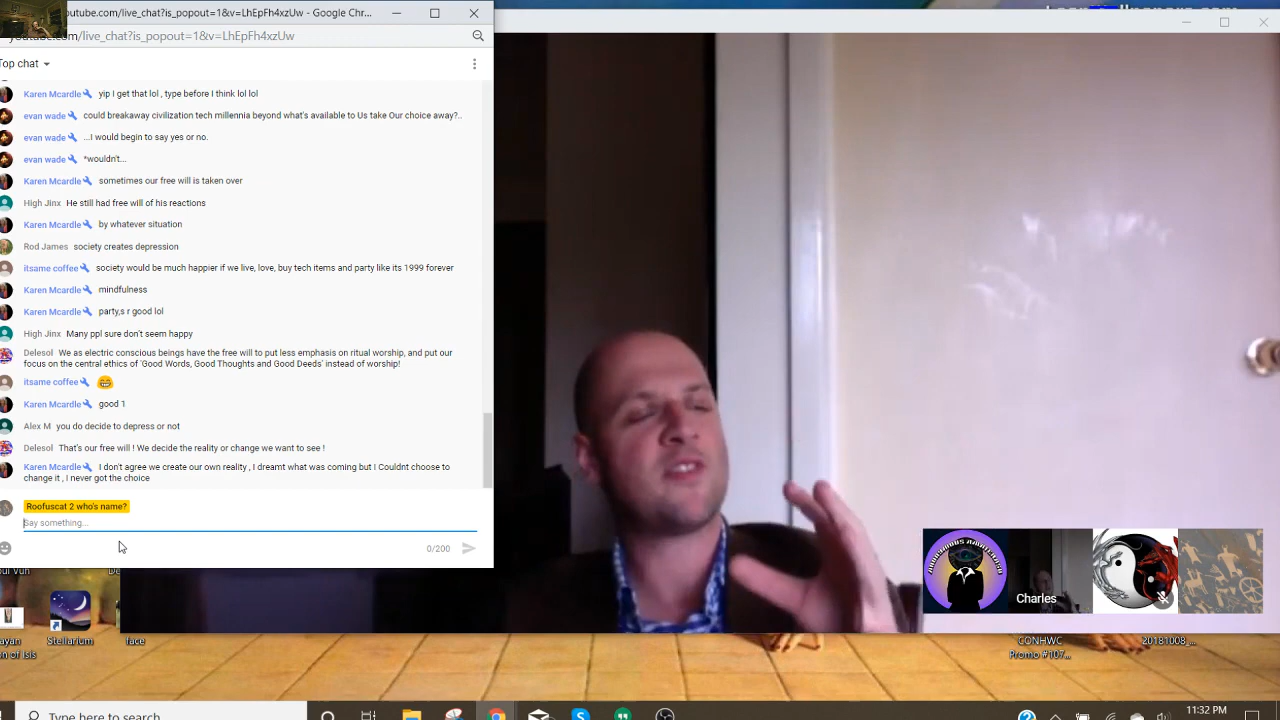 outube.com/live_chat?is_popout=1&v=LhEpFh4xzUw - Google Chr...
youtube.com/live_chat?is_popout=1&v=LhEpFh4xzUw
Top chat
Karen Mcardle yip I get that lol , type before I think lol lol
evan wade could breakaway civilization tech millennia beyond what's available to Us take Our choice away?..
evan wade ...I would begin to say yes or no.
evan wade *wouldn't...
Karen Mcardle sometimes our free will is taken over
High Jinx He still had free will of his reactions
Karen Mcardle by whatever situation
Rod James society creates depression
itsame coffee society would be much happier if we live, love, buy tech items and party like its 1999 forever
Karen Mcardle mindfulness
Karen Mcardle party,s r good lol
High Jinx Many ppl sure don't seem happy
Delesol We as electric conscious beings have the free will to put less emphasis on ritual worship, and put our
focus on the central ethics of 'Good Words, Good Thoughts and Good Deeds' instead of worship!
itsame coffee 😁
Karen Mcardle good 1
Alex M you do decide to depress or not
Delesol That's our free will ! We decide the reality or change we want to see !
Karen Mcardle I don't agree we create our own reality , I dreamt what was coming but I Couldnt choose to
change it , I never got the choice
Roofuscat 2 who's name?
Say something...
0/200
Charles
Stellarium
face
ayan
on of Isis
CONHWC
Promo #107...
20181008_...
Type here to search
11:32 PM